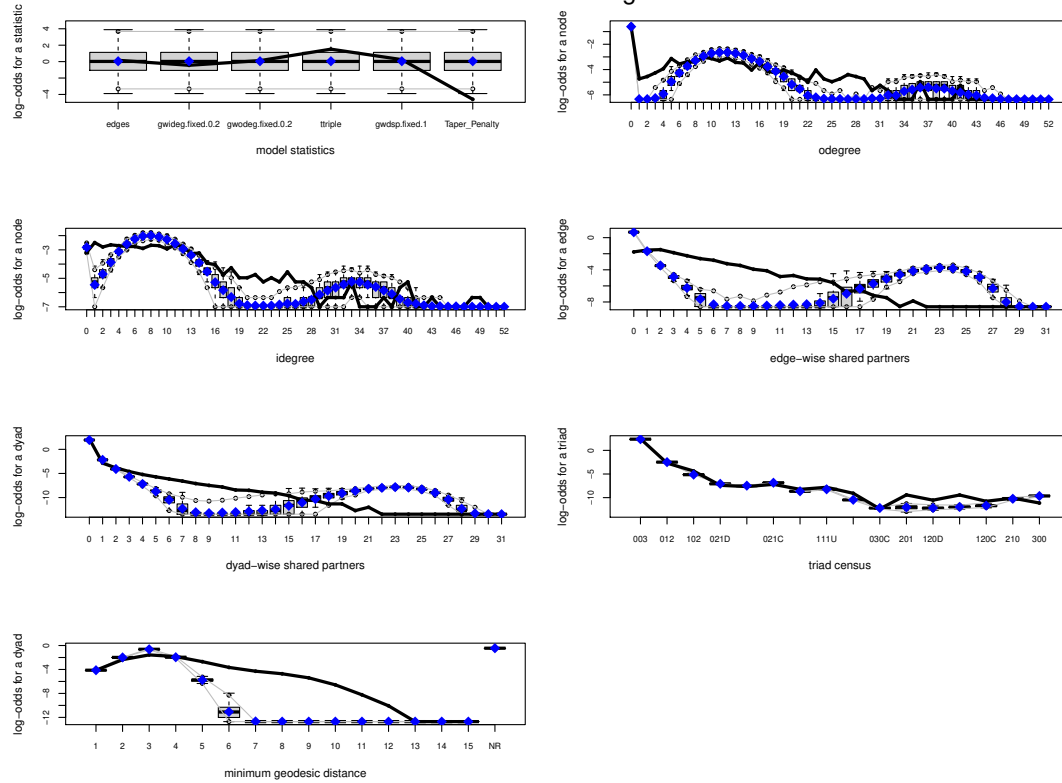 log−odds for a statistic
4
2
0
−4
edges gwideg.fixed.0.2 gwodeg.fixed.0.2 ttriple gwdsp.fixed.1 Taper_Penalty
model statistics
log−odds for a node
−2
−4
−6
0 2 4 6 8 10 13 16 19 22 25 28 31 34 37 40 43 46 49 52
odegree
log−odds for a node
−3
−5
−7
0 2 4 6 8 10 13 16 19 22 25 28 31 34 37 40 43 46 49 52
idegree
log−odds for a edge
0
−4
−8
0 1 2 3 4 5 6 7 8 9 11 13 15 17 19 21 23 25 27 29 31
edge−wise shared partners
log−odds for a dyad
0
−5
−10
0 1 2 3 4 5 6 7 8 9 11 13 15 17 19 21 23 25 27 29 31
dyad−wise shared partners
log−odds for a triad
0
−5
−10
003 012 102 021D 021C 111U 030C 201 120D 120C 210 300
triad census
log−odds for a dyad
0
−4
−8
−12
1 2 3 4 5 6 7 8 9 10 11 12 13 14 15 NR
minimum geodesic distance